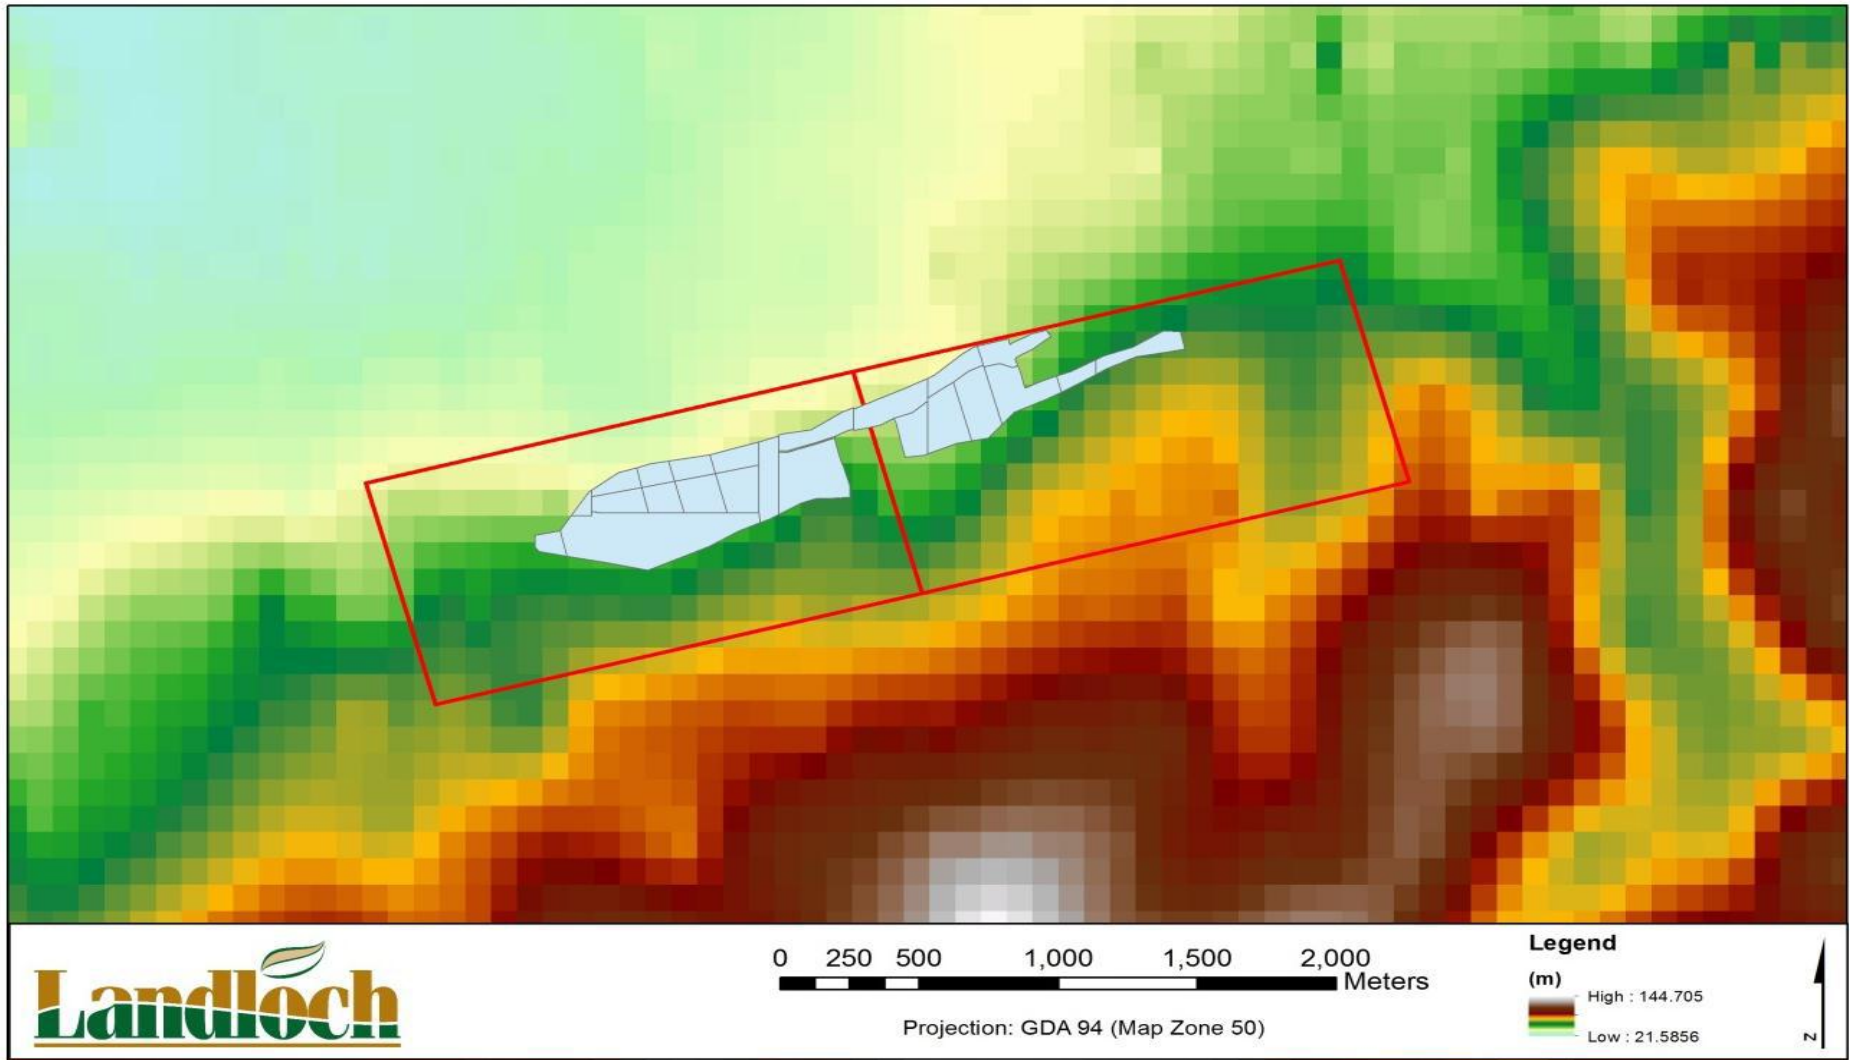 Landloch
0 250 500 1,000 1,500 2,000
Meters
Projection: GDA 94 (Map Zone 50)
Legend
(m)
High : 144.705
Low : 21.5856
N